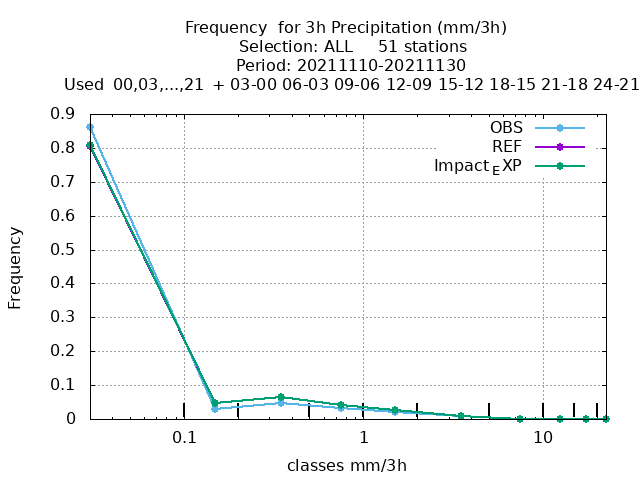 Frequency  for 3h Precipitation (mm/3h)
Selection: ALL     51 stations
Period: 20211110-20211130
Used  00,03,...,21  + 03-00 06-03 09-06 12-09 15-12 18-15 21-18 24-21
OBS
REF
Impact_EXP
0.9
0.8
0.7
0.6
0.5
0.4
0.3
0.2
0.1
0
Frequency
0.1 1 10
classes mm/3h